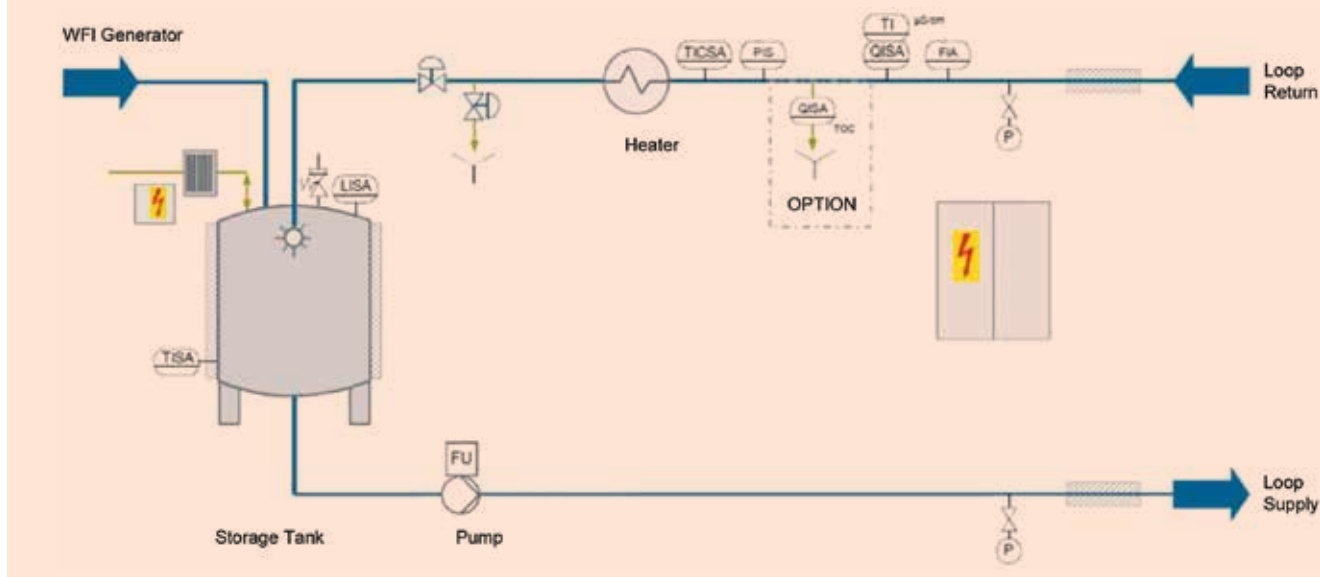 WFI Generator
TI
µS/cm
TICSA
PIS
QISA
FIA
Loop
Return
QISA
TOC
P
Heater
LISA
OPTION
TISA
FU
Loop
Supply
Storage Tank
Pump
P